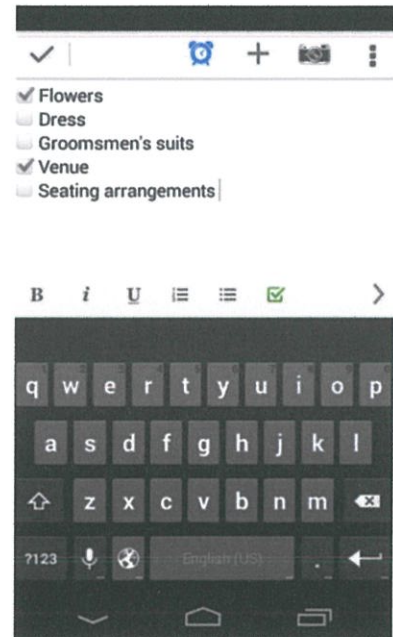 Flowers
Dress
Groomsmen's suits
Venue
Seating arrangements
B i U
q w e r t y u i o p
a s d f g h j k l
z x c v b n m
?123 English (US) .